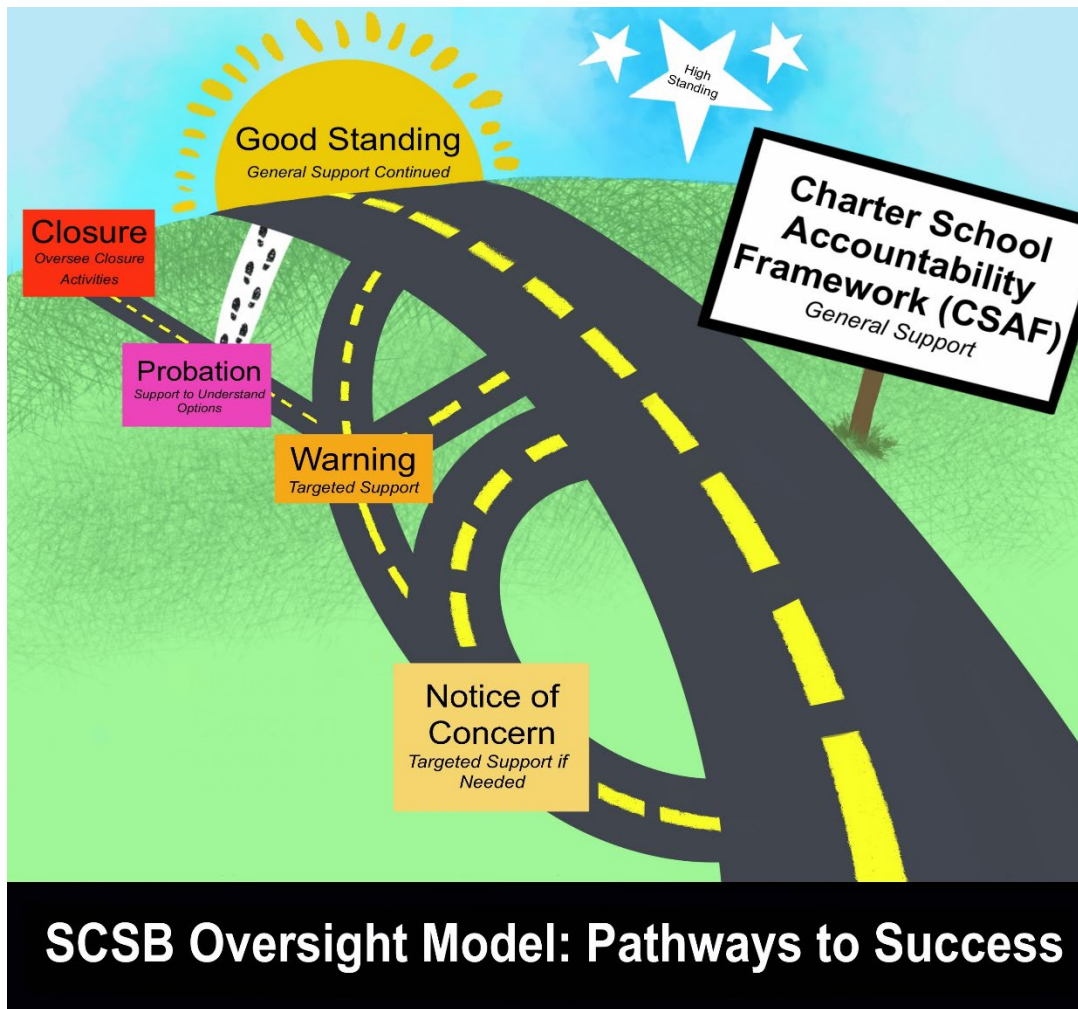 High
Standing
Good Standing
General Support Continued
Charter School
Accountability
Framework (CSAF)
General Support
Closure
Oversee Closure
Activities
Probation
Support to Understand
Options
Warning
Targeted Support
Notice of
Concern
Targeted Support if
Needed
SCSB Oversight Model: Pathways to Success